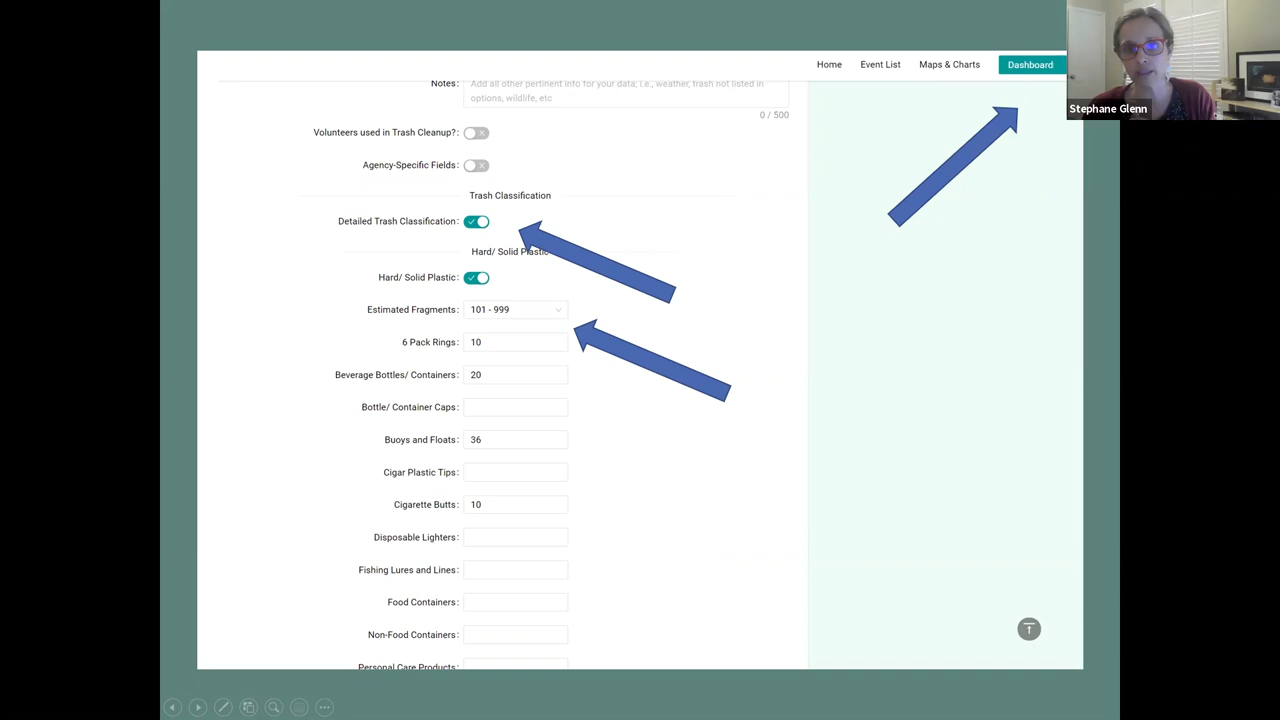 Home Event List Maps & Charts Dashboard
Stephane Glenn
Notes: Add all other pertinent info for your data; i.e., weather, trash not listed in
options, wildlife, etc
0 / 500
Volunteers used in Trash Cleanup?:
Agency-Specific Fields:
Trash Classification
Detailed Trash Classification:
Hard/ Solid Plastic
Hard/ Solid Plastic:
Estimated Fragments: 101 - 999
6 Pack Rings: 10
Beverage Bottles/ Containers: 20
Bottle/ Container Caps:
Buoys and Floats: 36
Cigar Plastic Tips:
Cigarette Butts: 10
Disposable Lighters:
Fishing Lures and Lines:
Food Containers:
Non-Food Containers:
Personal Care Products: